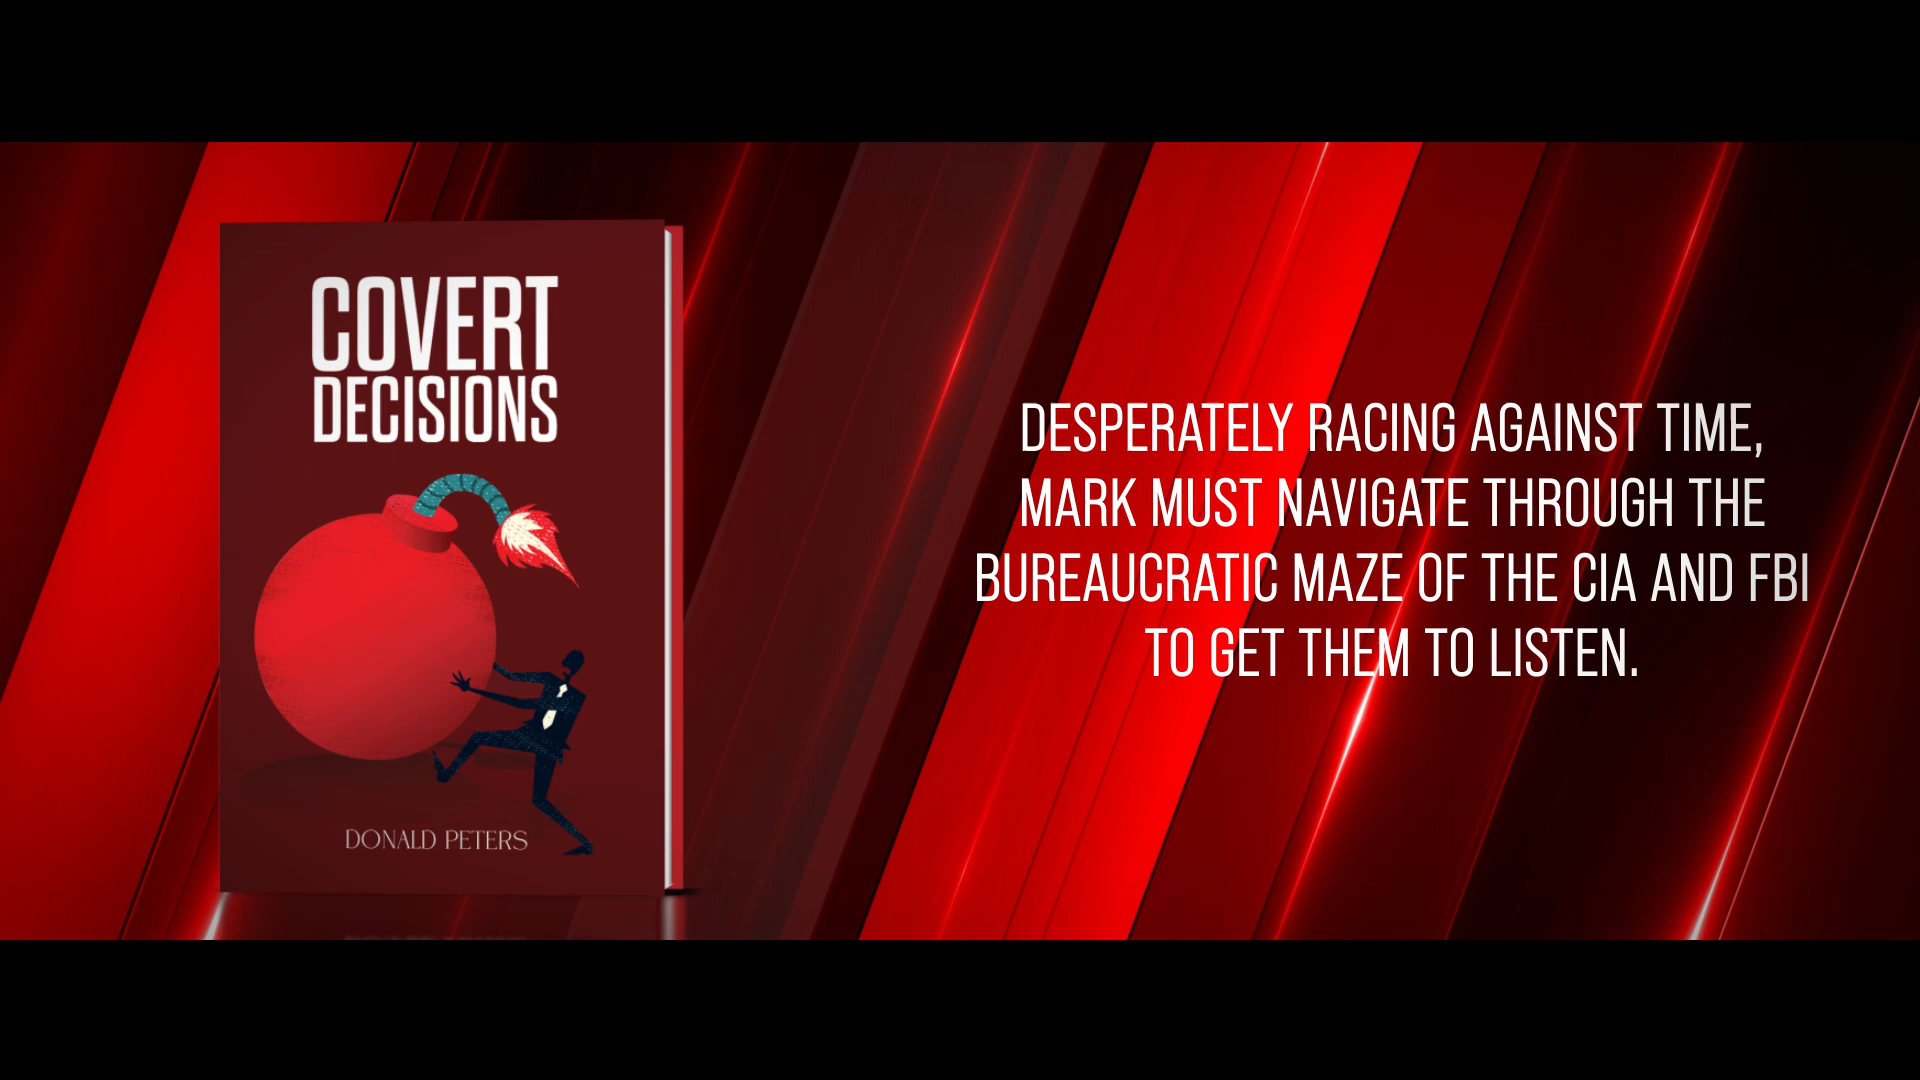 COVERT
DECISIONS
DONALD PETERS
DESPERATELY RACING AGAINST TIME,
MARK MUST NAVIGATE THROUGH THE
BUREAUCRATIC MAZE OF THE CIA AND FBI
TO GET THEM TO LISTEN.